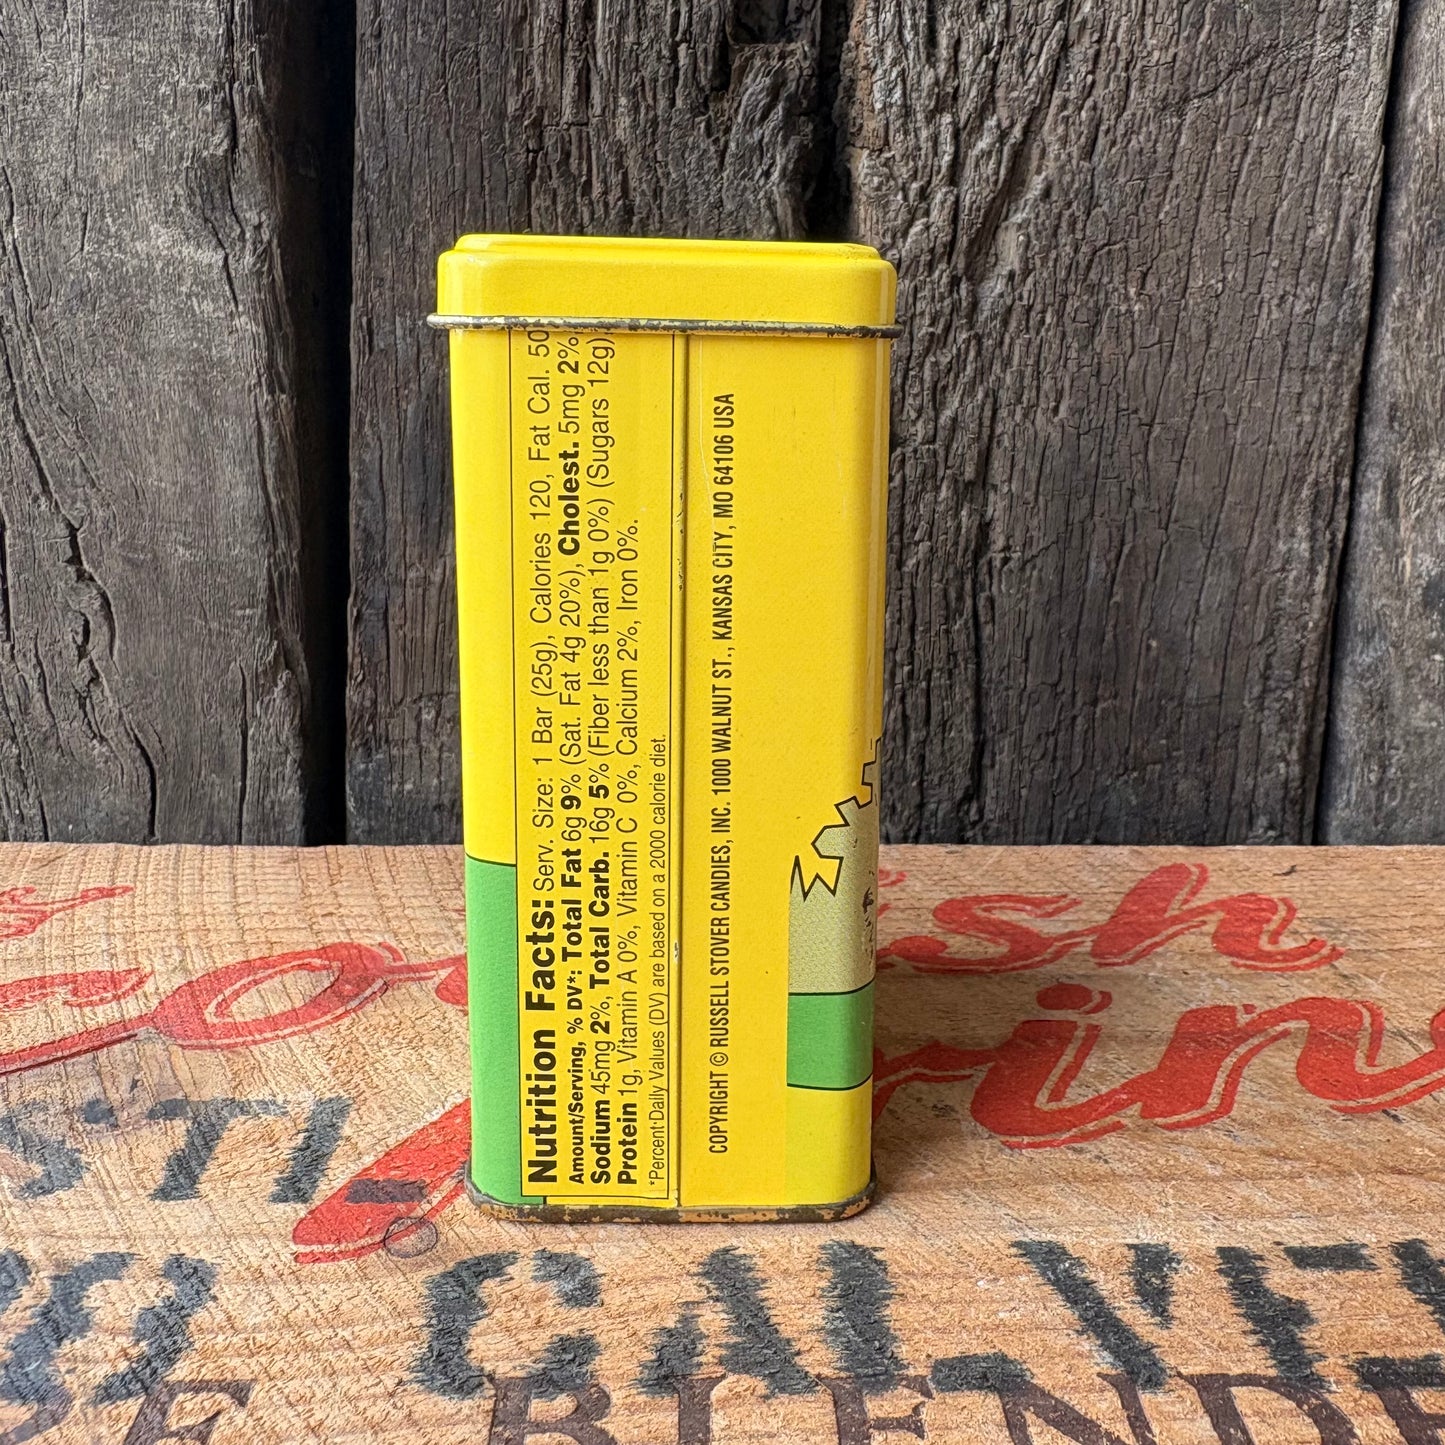 Nutrition Facts: Serv. Size: 1 Bar (25g), Calories 120, Fat Cal. 50
Amount/Serving, % DV*: Total Fat 6g 9% (Sat. Fat 4g 20%), Cholest. 5mg 2%
Sodium 45mg 2%, Total Carb. 16g 5% (Fiber less than 1g 0%) (Sugars 12g),
Protein 1g, Vitamin A 0%, Vitamin C 0%, Calcium 2%, Iron 0%.
*Percent Daily Values (DV) are based on a 2000 calorie diet.
COPYRIGHT © RUSSELL STOVER CANDIES, INC. 1000 WALNUT ST., KANSAS CITY, MO 64106 USA